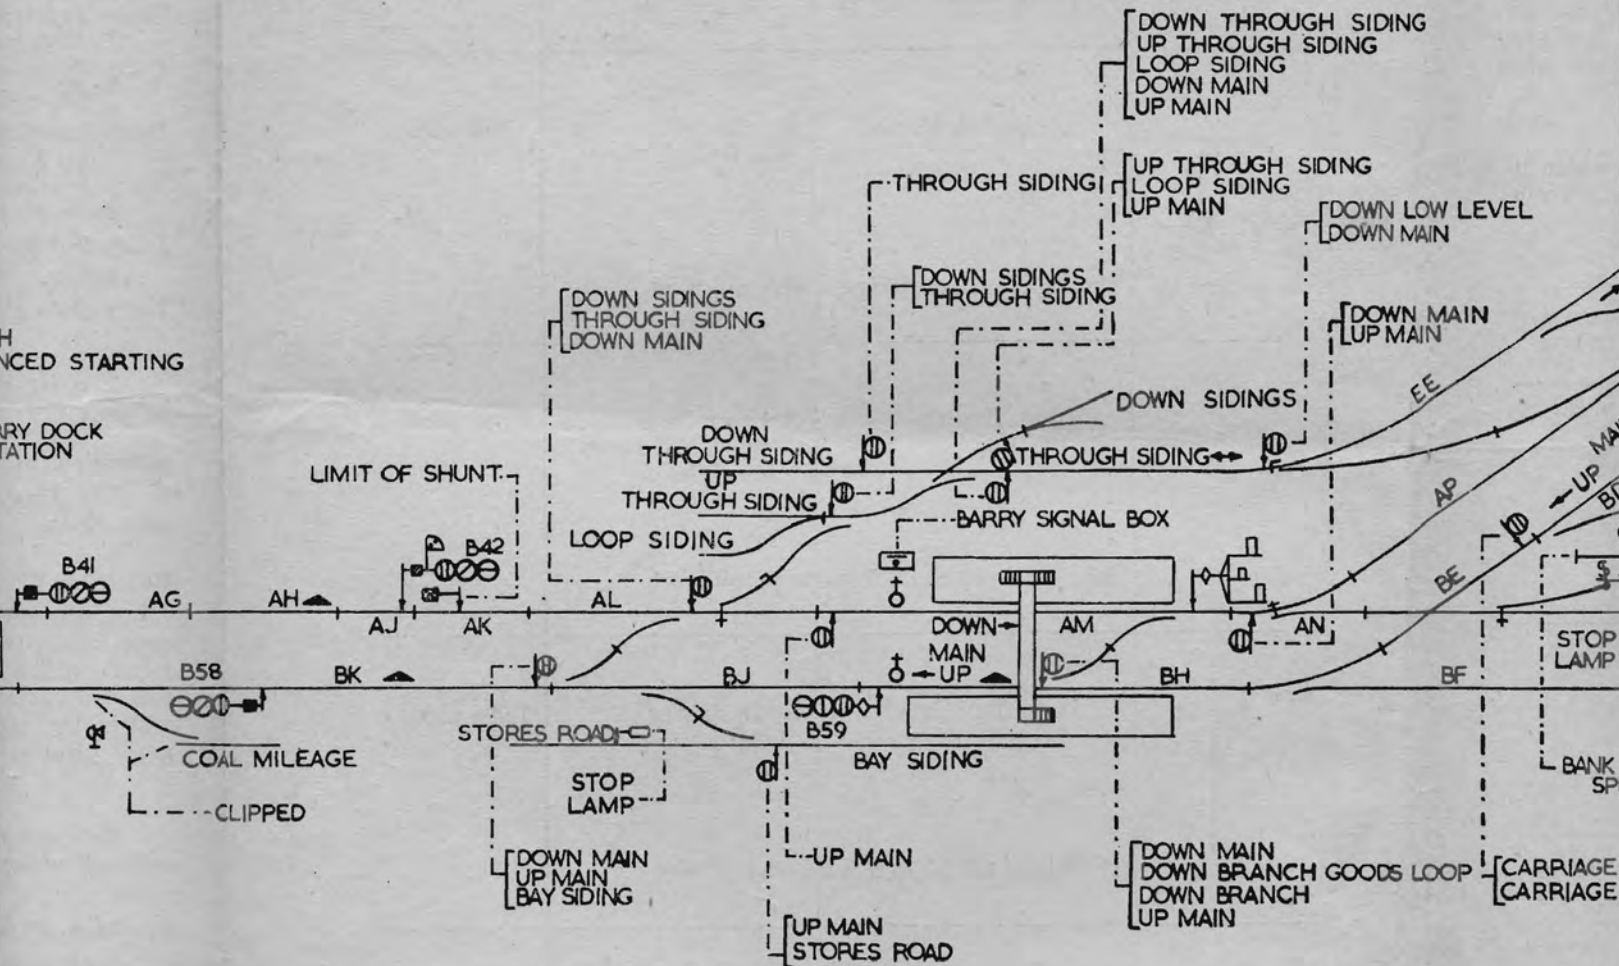 DOWN THROUGH SIDING
UP THROUGH SIDING
LOOP SIDING
DOWN MAIN
UP MAIN
UP THROUGH SIDING
LOOP SIDING
UP MAIN
THROUGH SIDING
DOWN LOW LEVEL
DOWN MAIN
DOWN SIDINGS
THROUGH SIDING
DOWN SIDINGS
THROUGH SIDING
DOWN MAIN
DOWN MAIN
UP MAIN
H
NCED STARTING
RRY DOCK
TATION
EE
DOWN SIDINGS
DOWN
THROUGH SIDING
THROUGH SIDING
UP
THROUGH SIDING
LIMIT OF SHUNT
MAI
UP
AP
BARRY SIGNAL BOX
LOOP SIDING
B41
B42
BE
AG
AH
AJ
AK
AL
DOWN
AM
AN
MAIN
UP
STOP
LAMP
B58
BK
BJ
BH
BF
STORES ROAD
B59
BAY SIDING
COAL MILEAGE
STOP
LAMP
BANK
SP
CLIPPED
DOWN MAIN
UP MAIN
BAY SIDING
UP MAIN
DOWN MAIN
DOWN BRANCH GOODS LOOP
DOWN BRANCH
UP MAIN
CARRIAGE
CARRIAGE
UP MAIN
STORES ROAD